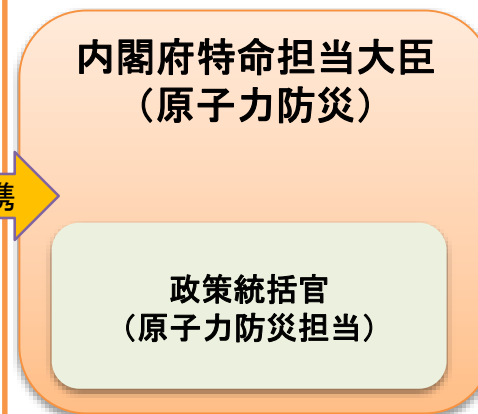 内閣府特命担当大臣
（原子力防災）
携
政策統括官
（原子力防災担当）